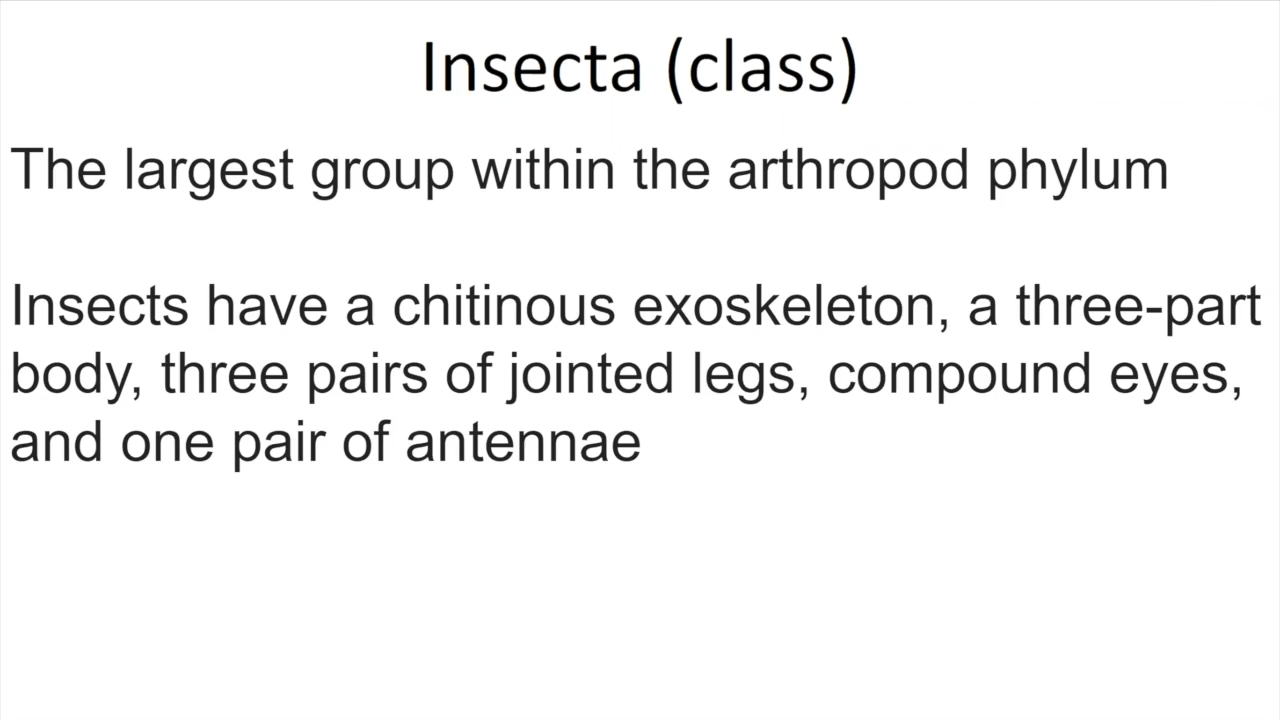 Insecta (class)
The largest group within the arthropod phylum
Insects have a chitinous exoskeleton, a three-part
body, three pairs of jointed legs, compound eyes,
and one pair of antennae